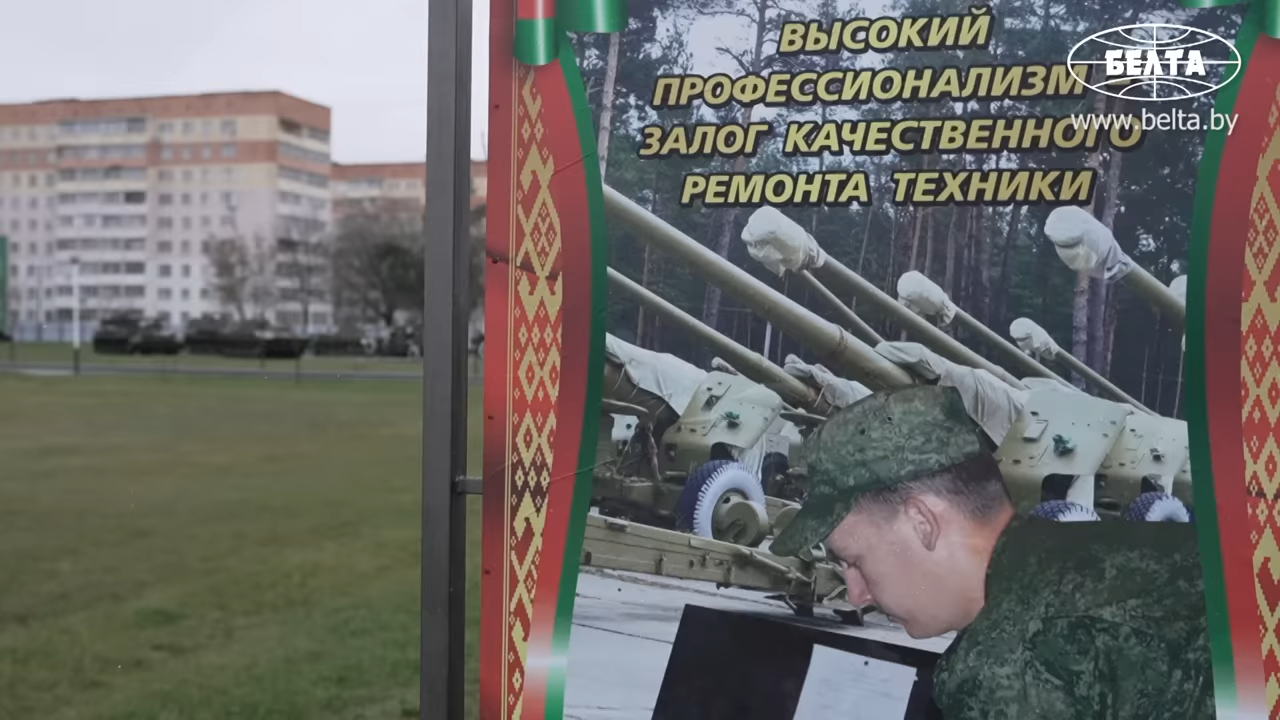 ВЫСОКИЙ
ПРОФЕССИОНАЛИЗМ –
ЗАЛОГ КАЧЕСТВЕННОГО
РЕМОНТА ТЕХНИКИ
БЕЛТА
www.belta.by